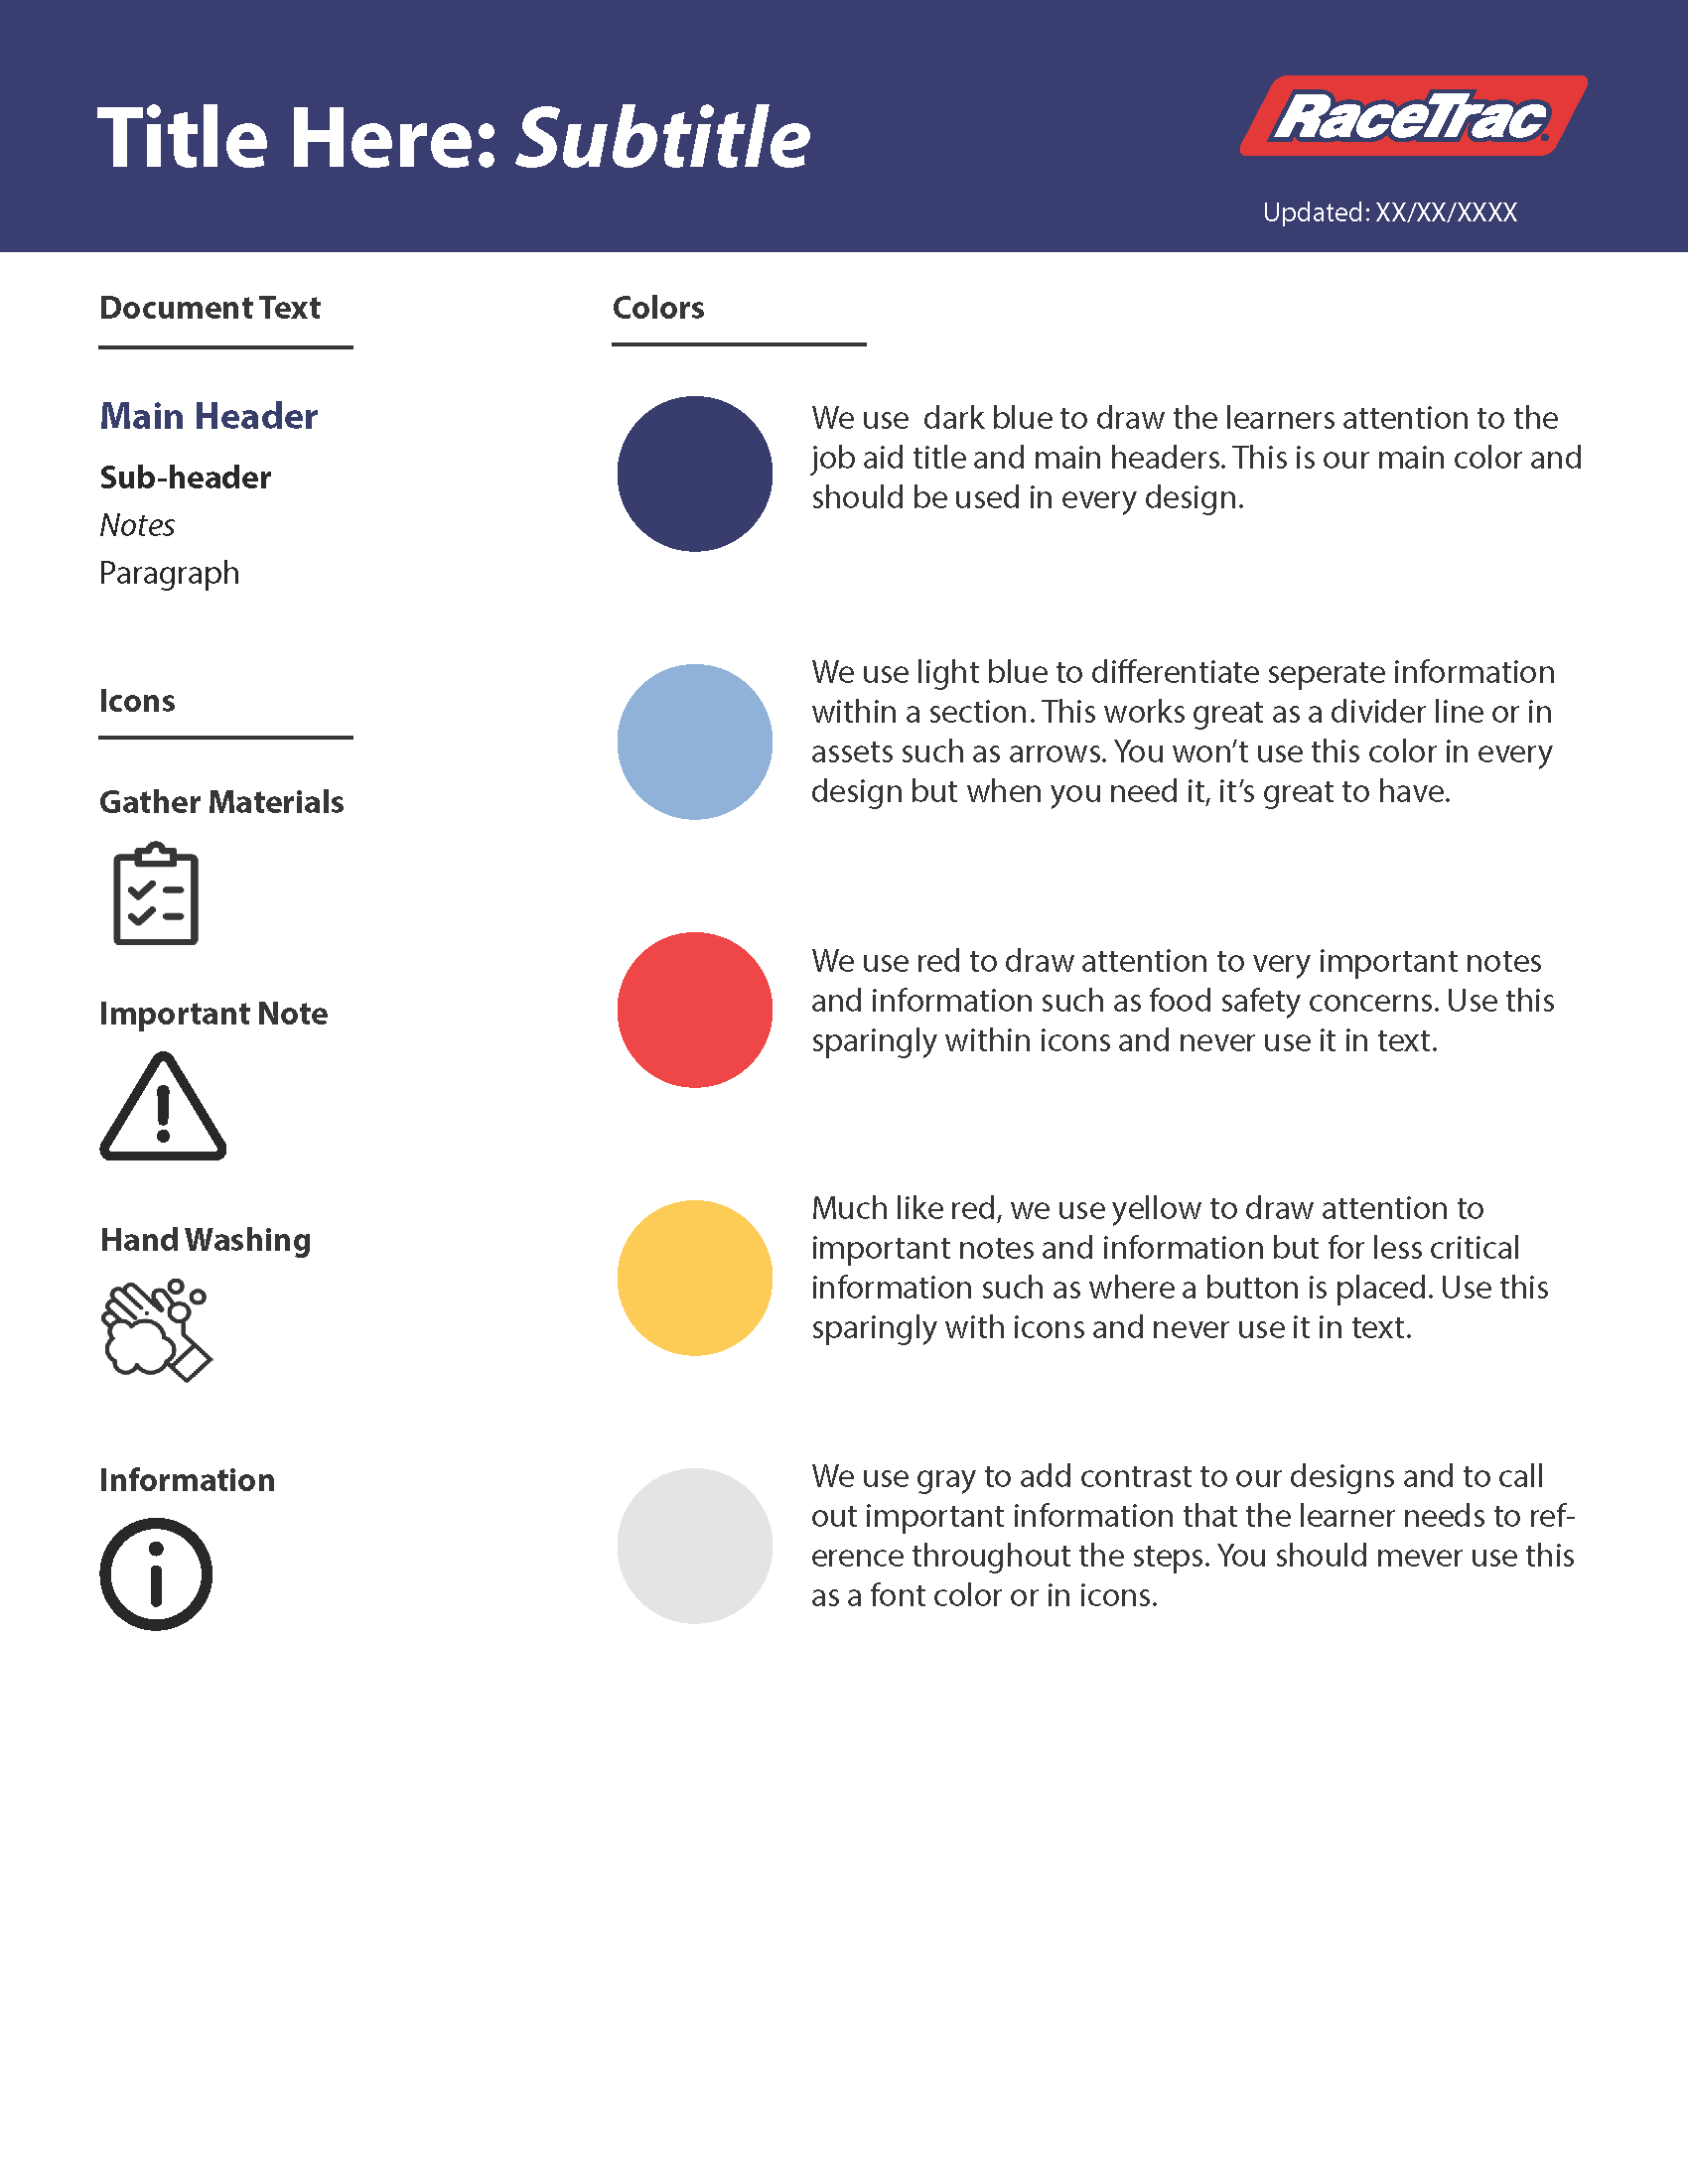 Title Here: Subtitle
RaceTrac
Updated: XX/XX/XXXX
Document Text
Main Header
Sub-header
Notes
Paragraph
Icons
Gather Materials
Important Note
Hand Washing
Information
Colors
We use  dark blue to draw the learners attention to the
job aid title and main headers. This is our main color and
should be used in every design.
We use light blue to differentiate seperate information
within a section. This works great as a divider line or in
assets such as arrows. You won’t use this color in every
design but when you need it, it’s great to have.
We use red to draw attention to very important notes
and information such as food safety concerns. Use this
sparingly within icons and never use it in text.
Much like red, we use yellow to draw attention to
important notes and information but for less critical
information such as where a button is placed. Use this
sparingly with icons and never use it in text.
We use gray to add contrast to our designs and to call
out important information that the learner needs to ref-
erence throughout the steps. You should mever use this
as a font color or in icons.